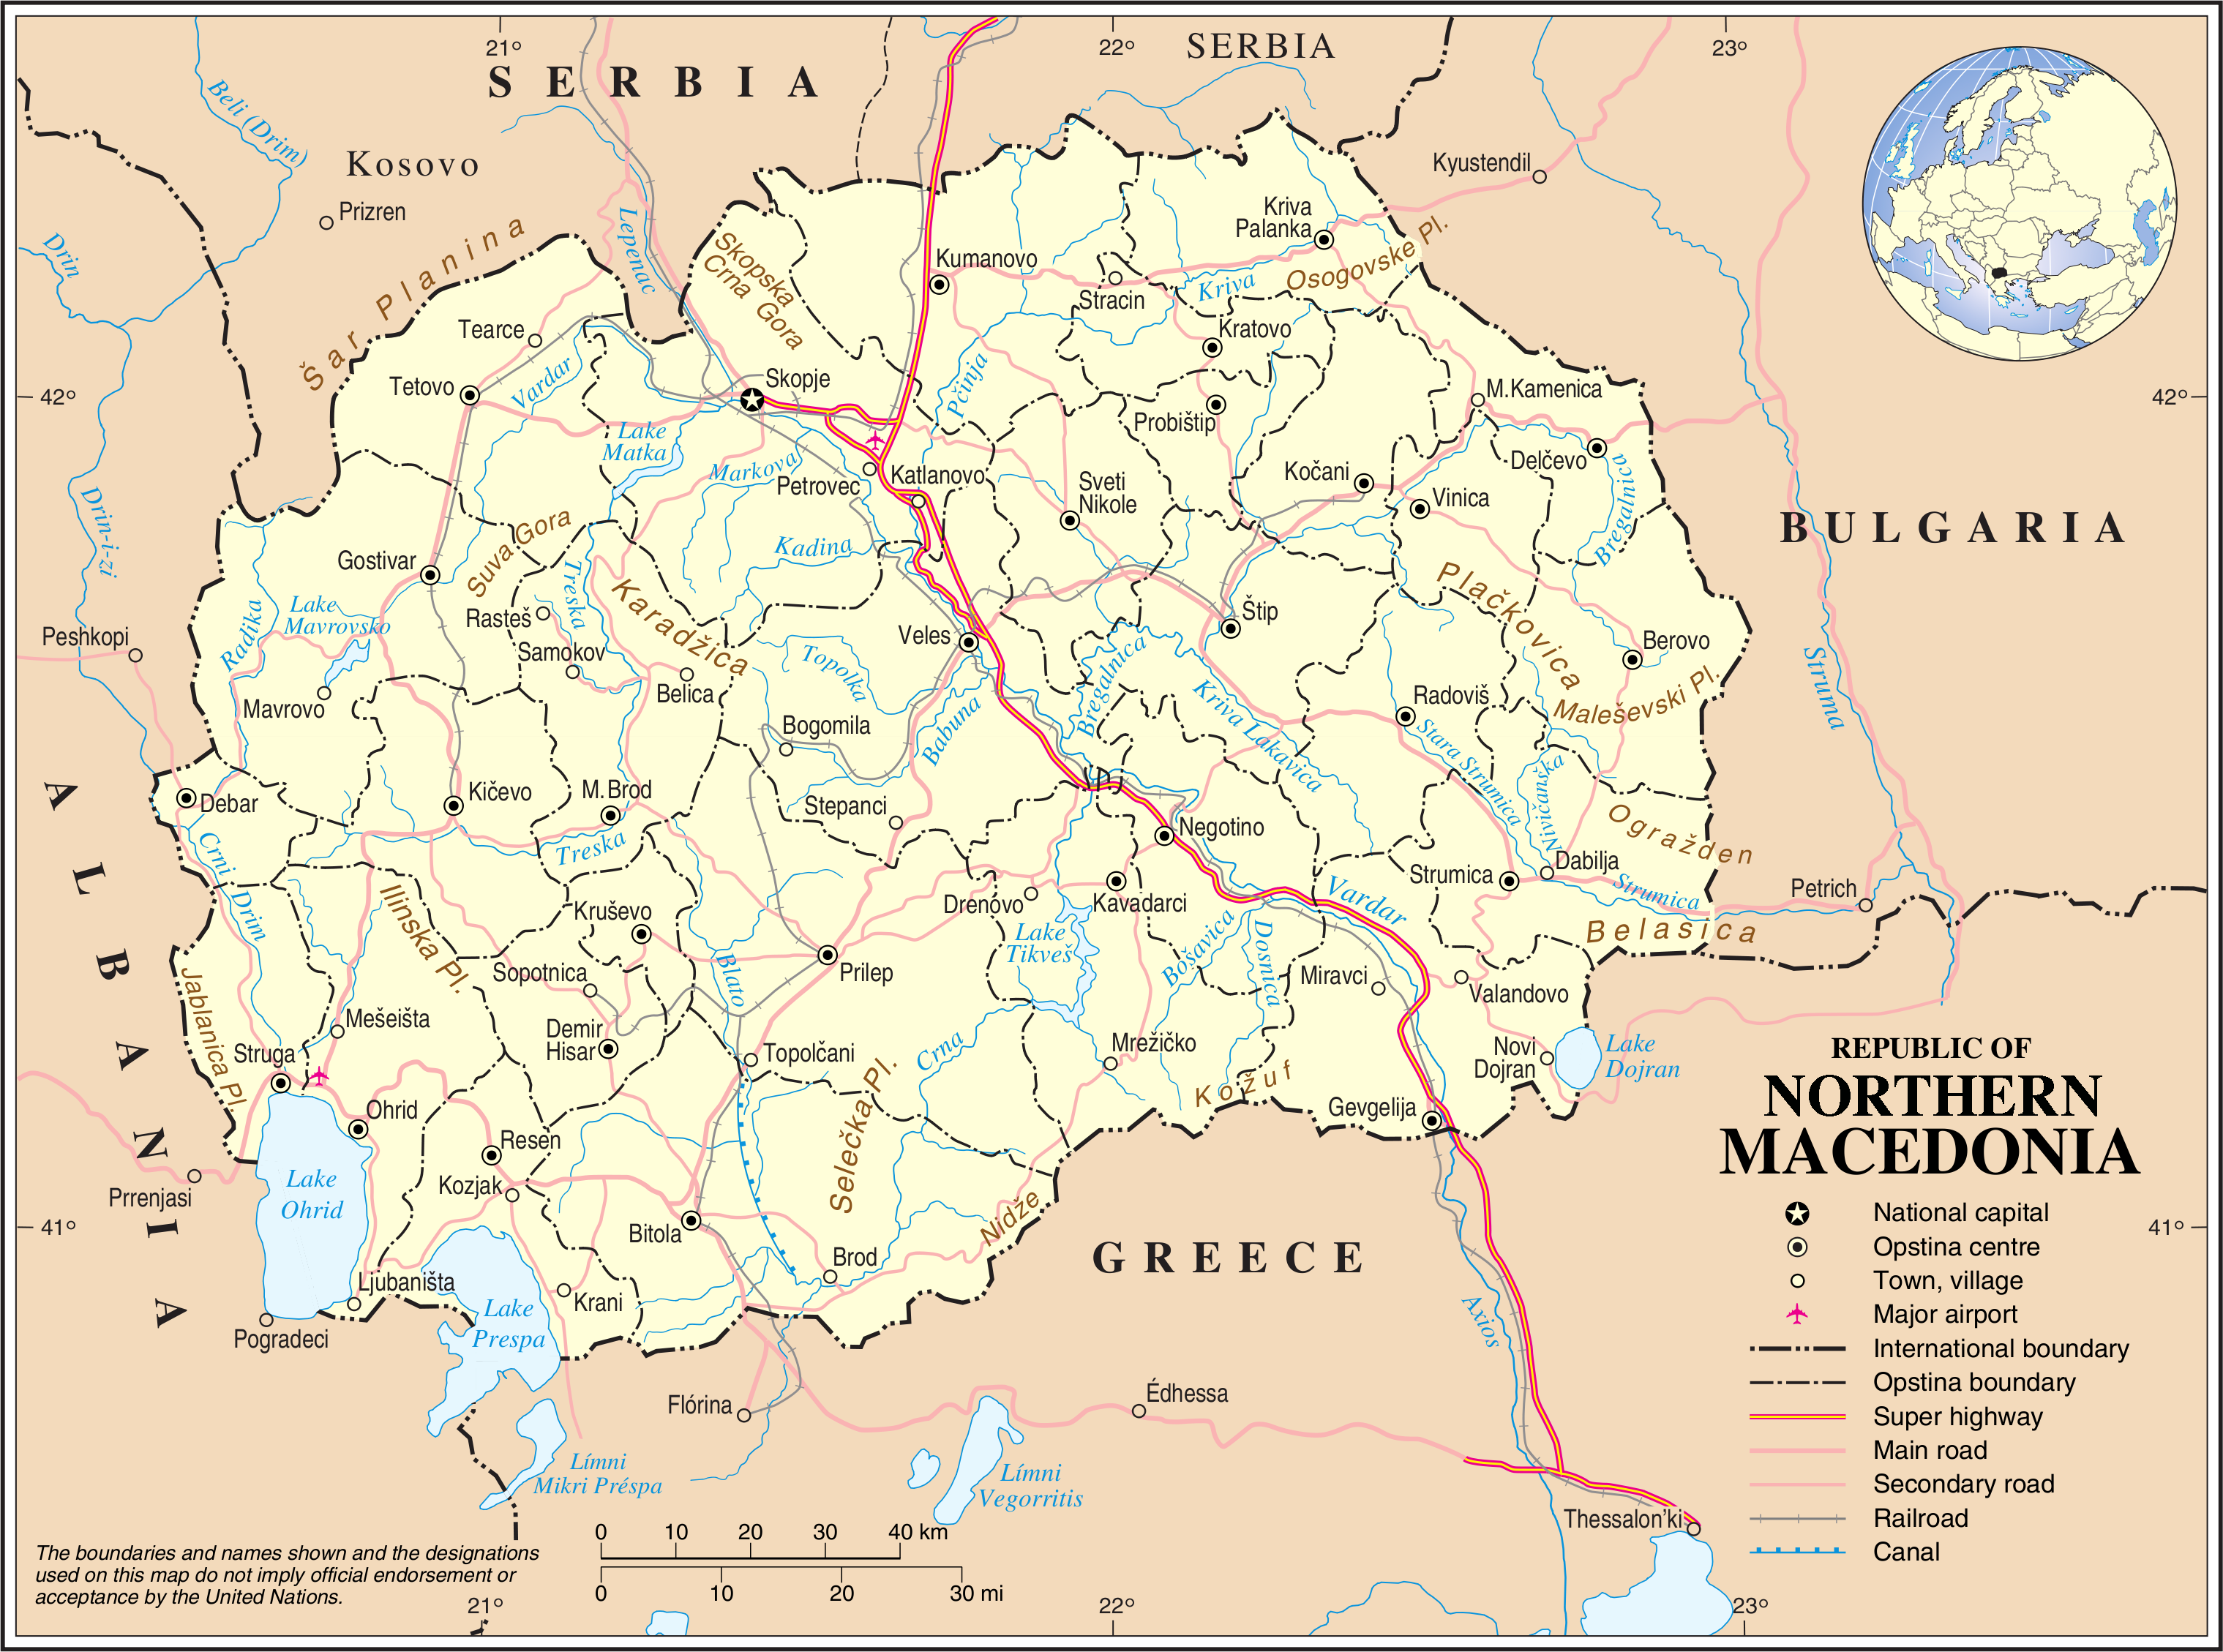 21°
22°
23°
SERBIA
SERBIA
Kosovo
Beli (Drim)
Prizren
Drin
Šar Planina
Lepenac
Skopska
Crna Gora
Kyustendil
Kriva
Palanka
Osogovske Pl.
Kumanovo
Stracin
Kriva
Kratovo
Tearce
Tetovo
Vardar
Skopje
Pčinja
M.Kamenica
Probištip
42°
42°
Lake
Matka
Markova
Petrovec
Katlanovo
Sveti
Nikole
Kočani
Vinica
Delčevo
Bregalnica
BULGARIA
Drin-i-zi
Gostivar
Suva Gora
Kadina
Treska
Karadžica
Rasteš
Samokov
Belica
Radika
Lake
Mavrovsko
Mavrovo
Peshkopi
Veles
Štip
Plačkovica
Berovo
Maleševski Pl.
Struma
Topolka
Babuna
Bregalnica
Kriva Lakavica
Radoviš
Stara Strumica
Nivičanska
Bogomila
Stepanci
Debar
Kičevo
M. Brod
Treska
Negotino
Ogražden
Dabilja
Strumica
Strumica
Petrich
Belasica
ALBANIA
Crni Drim
Ilinska Pl.
Kruševo
Sopotnica
Blato
Prilep
Drenovo
Kavadarci
Lake
Tikveš
Bošavica
Dosnica
Vardar
Miravci
Valandovo
Jablanica Pl.
Mešeišta
Struga
Demir
Hisar
Topolčani
Crna
Mrežičko
Kožuf
Novi
Dojran
Lake
Dojran
Gevgelija
Ohrid
Resen
Kozjak
Selečka Pl.
Nidže
Prrenjasi
Lake
Ohrid
Bitola
Brod
GREECE
41°
41°
Ljubaništa
Krani
Lake
Prespa
Pogradeci
Flórina
Édhessa
Axios
Límni
Mikri Préspa
Límni
Vegorritis
Thessalon'ki
REPUBLIC OF
NORTHERN
MACEDONIA
National capital
Opstina centre
Town, village
Major airport
International boundary
Opstina boundary
Super highway
Main road
Secondary road
Railroad
Canal
0 10 20 30 40 km
0 10 20 30 mi
The boundaries and names shown and the designations
used on this map do not imply official endorsement or
acceptance by the United Nations.
21°
22°
23°